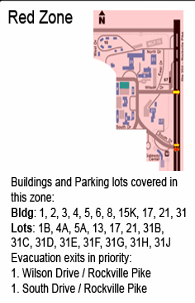 Red Zone
Buildings and Parking lots covered in
this zone:
Bldg: 1, 2, 3, 4, 5, 6, 8, 15K, 17, 21, 31
Lots: 1B, 4A, 5A, 13, 17, 21, 31B,
31C, 31D, 31E, 31F, 31G, 31H, 31J
Evacuation exits in priority:
1. Wilson Drive / Rockville Pike
1. South Drive / Rockville Pike